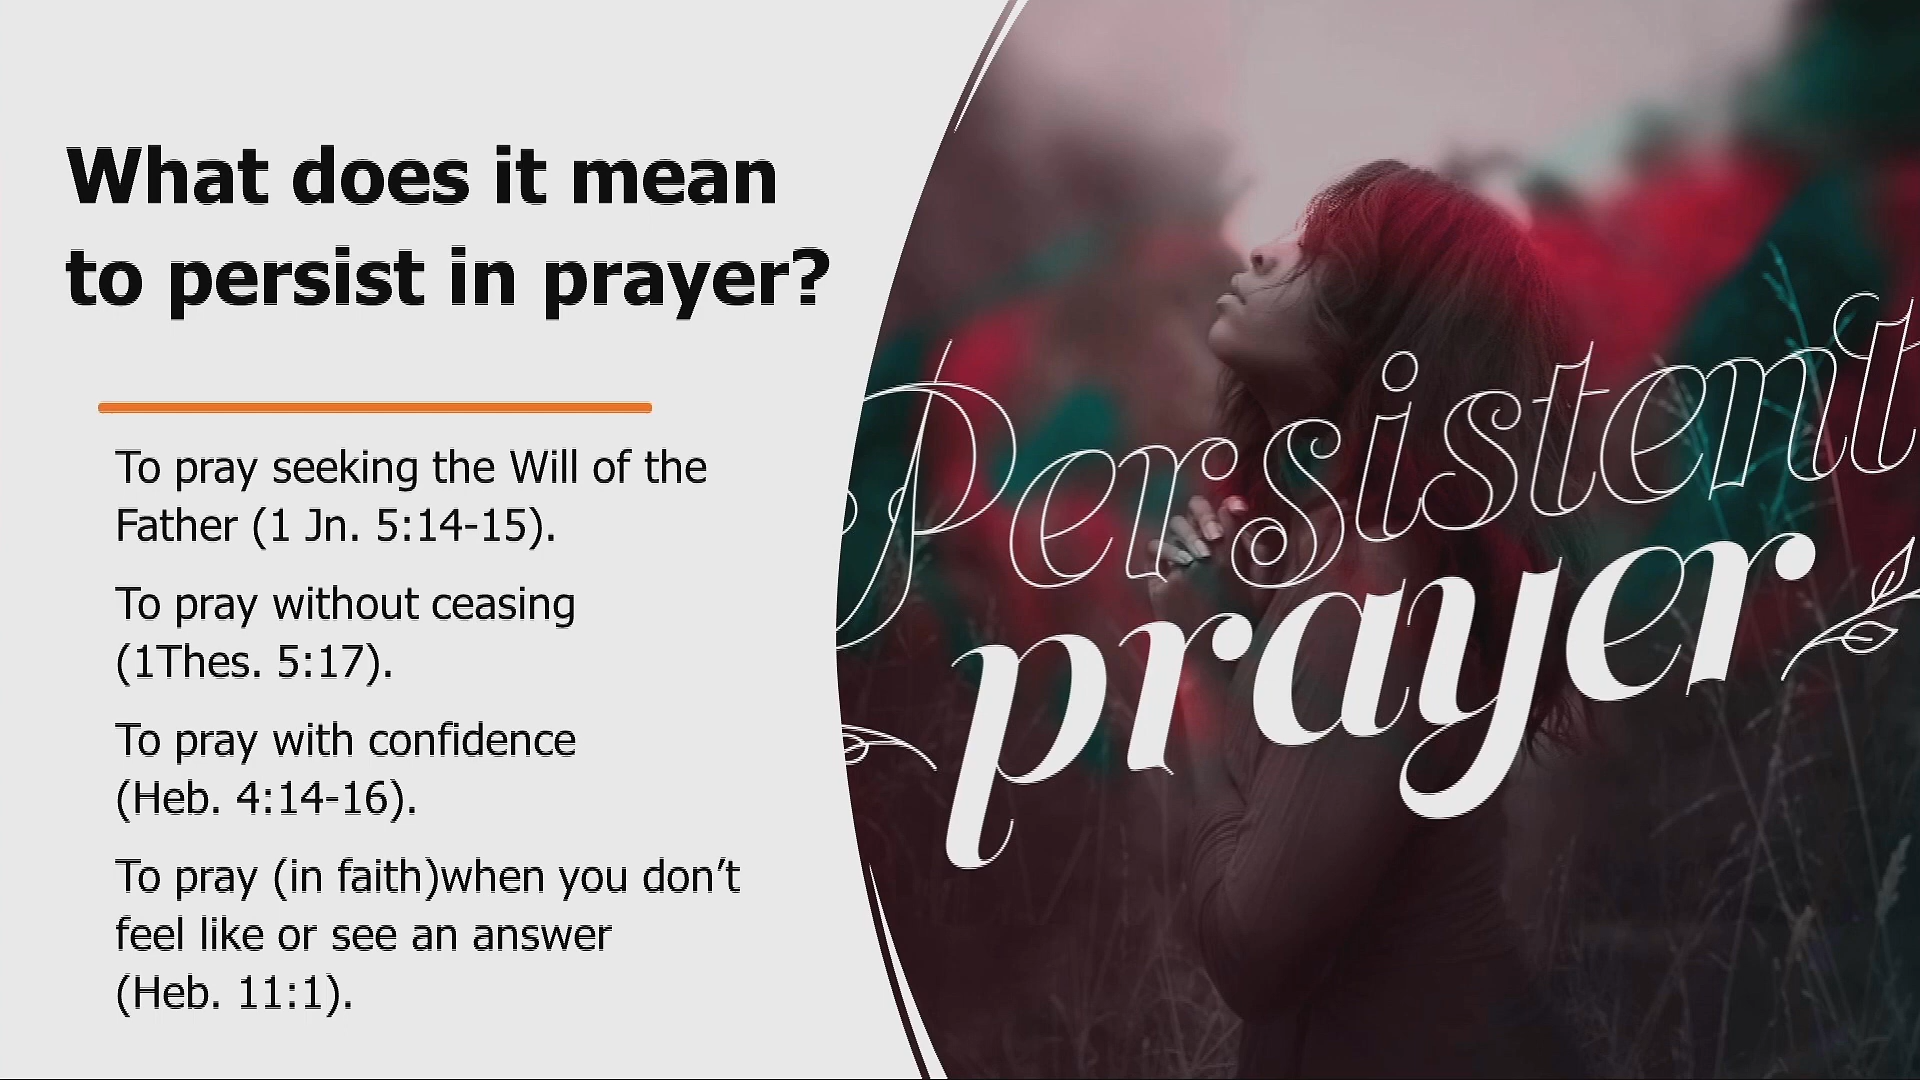 What does it mean
to persist in prayer?
To pray seeking the Will of the
Father (1 Jn. 5:14-15).
To pray without ceasing
(1Thes. 5:17).
To pray with confidence
(Heb. 4:14-16).
To pray (in faith)when you don’t
feel like or see an answer
(Heb. 11:1).
Persistent
prayer